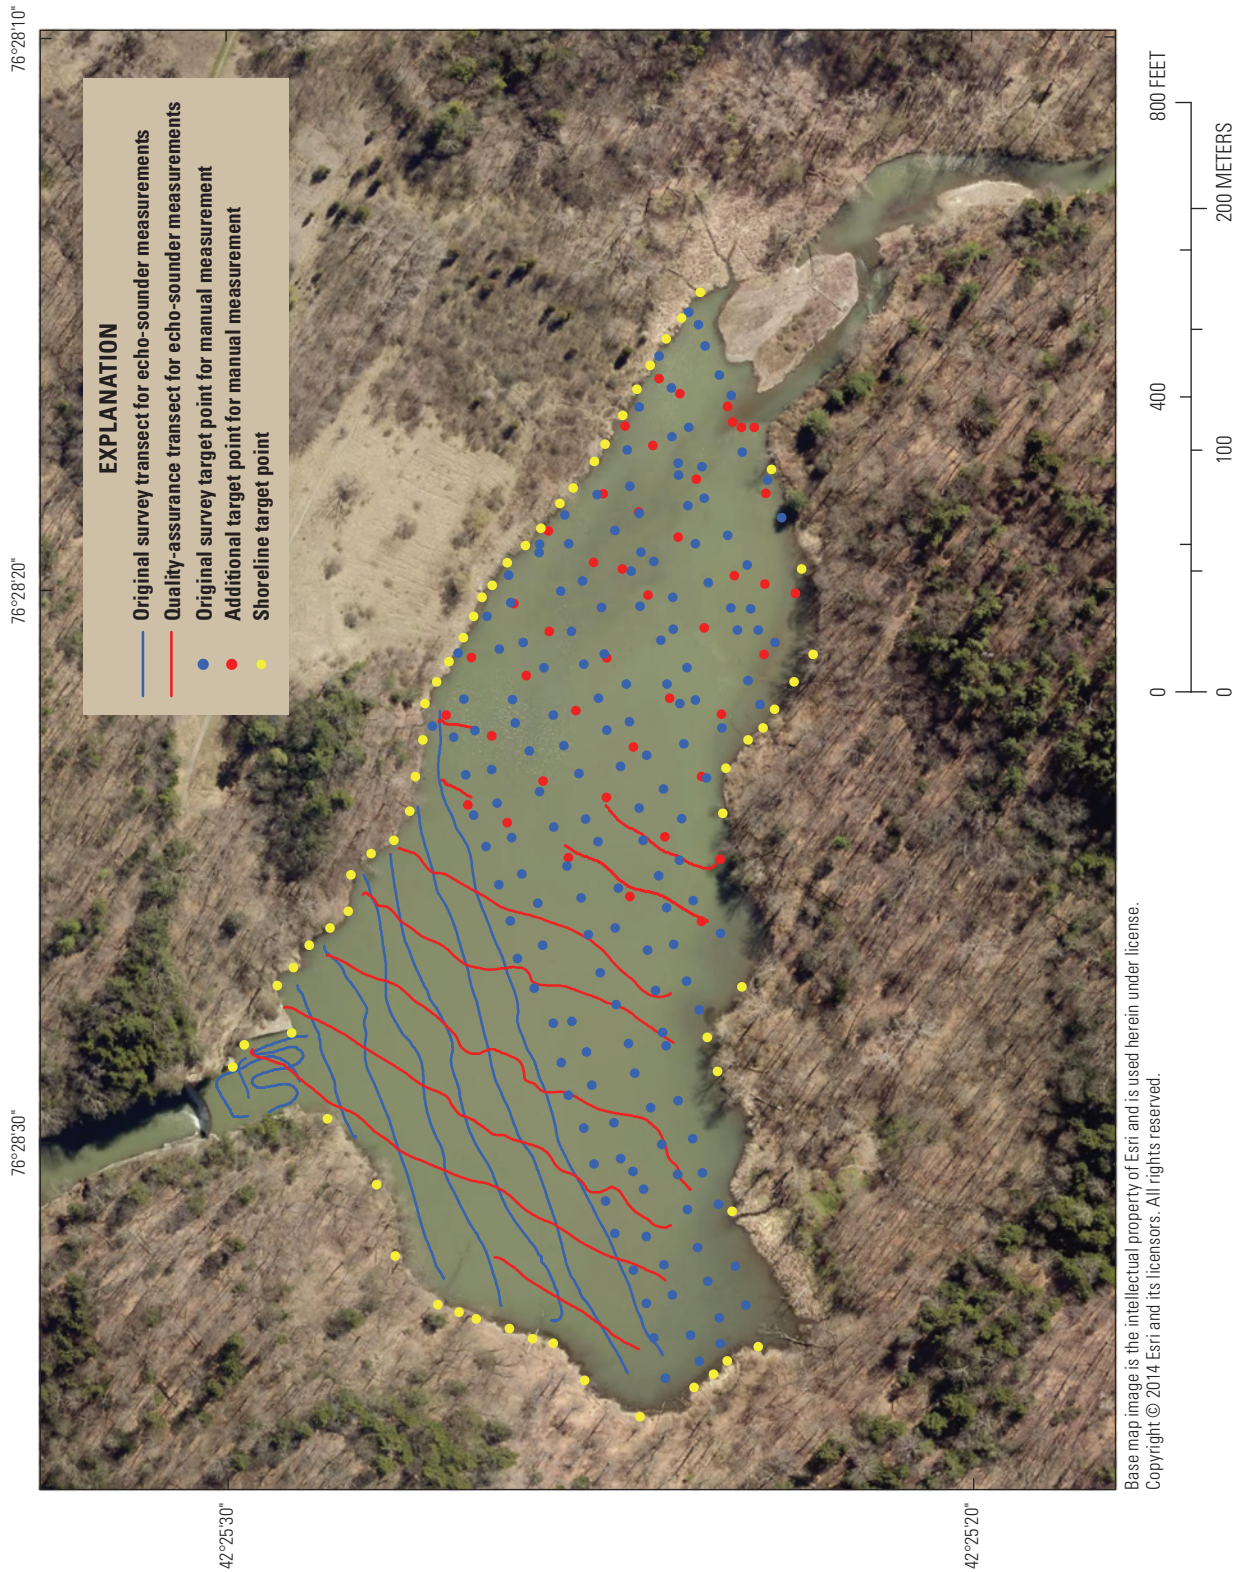 76°28'30"
76°28'20"
76°28'10"
42°25'30"
42°25'20"
EXPLANATION
Original survey transect for echo-sounder measurements
Quality-assurance transect for echo-sounder measurements
Original survey target point for manual measurement
Additional target point for manual measurement
Shoreline target point
Base map image is the intellectual property of Esri and is used herein under license.
Copyright © 2014 Esri and its licensors. All rights reserved.
0
400
800 FEET
0
100
200 METERS